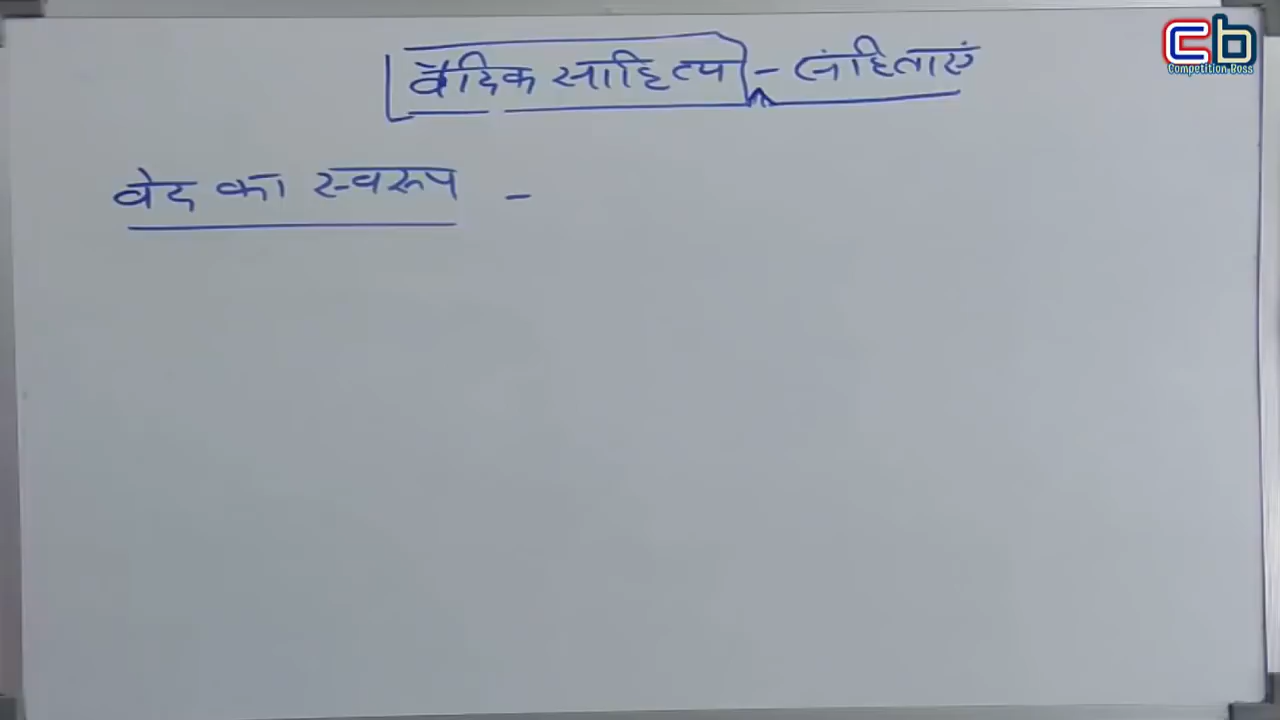 वैदिक साहित्य - संहिताएं
cb
Competition Boss
वेद का स्वरूप -